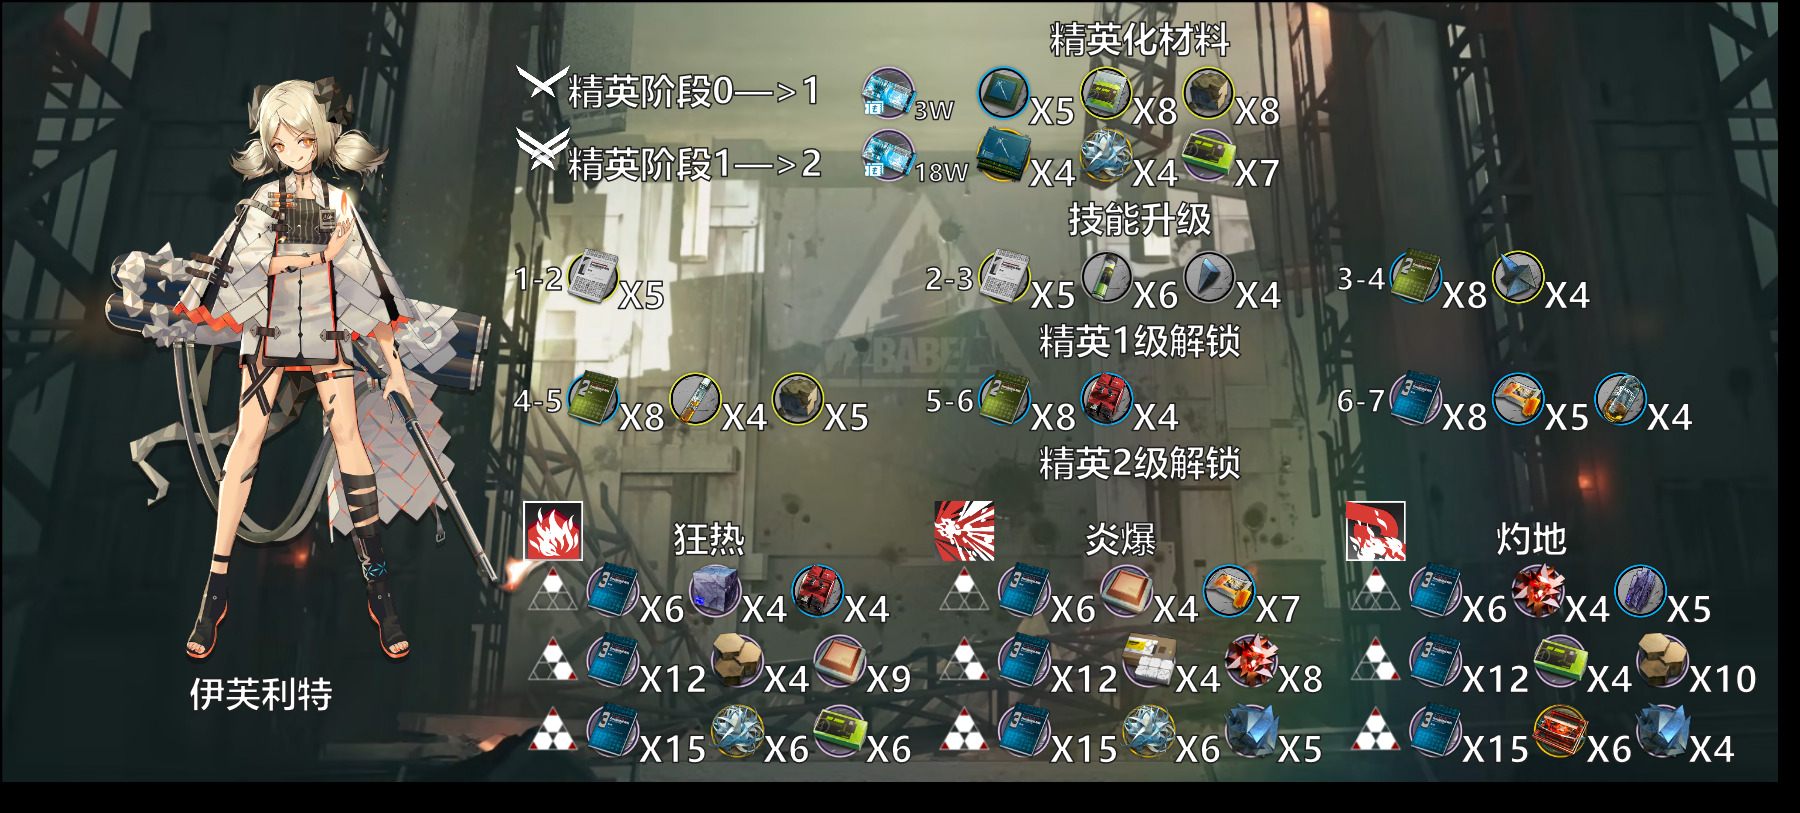 精英化材料
精英阶段0—>1 3W X5 X8 X8
精英阶段1—>2 18W X4 X4 X7
技能升级
1-2 X5 2-3 X5 X6 X4 3-4 X8 X4
精英1级解锁
4-5 X8 X4 X5 5-6 X8 X4 6-7 X8 X5 X4
精英2级解锁
狂热 炎爆 灼地
X6 X4 X4 X6 X4 X7 X6 X4 X5
X12 X4 X9 X12 X4 X8 X12 X4 X10
X15 X6 X6 X15 X6 X5 X15 X6 X4
伊芙利特
BABEL